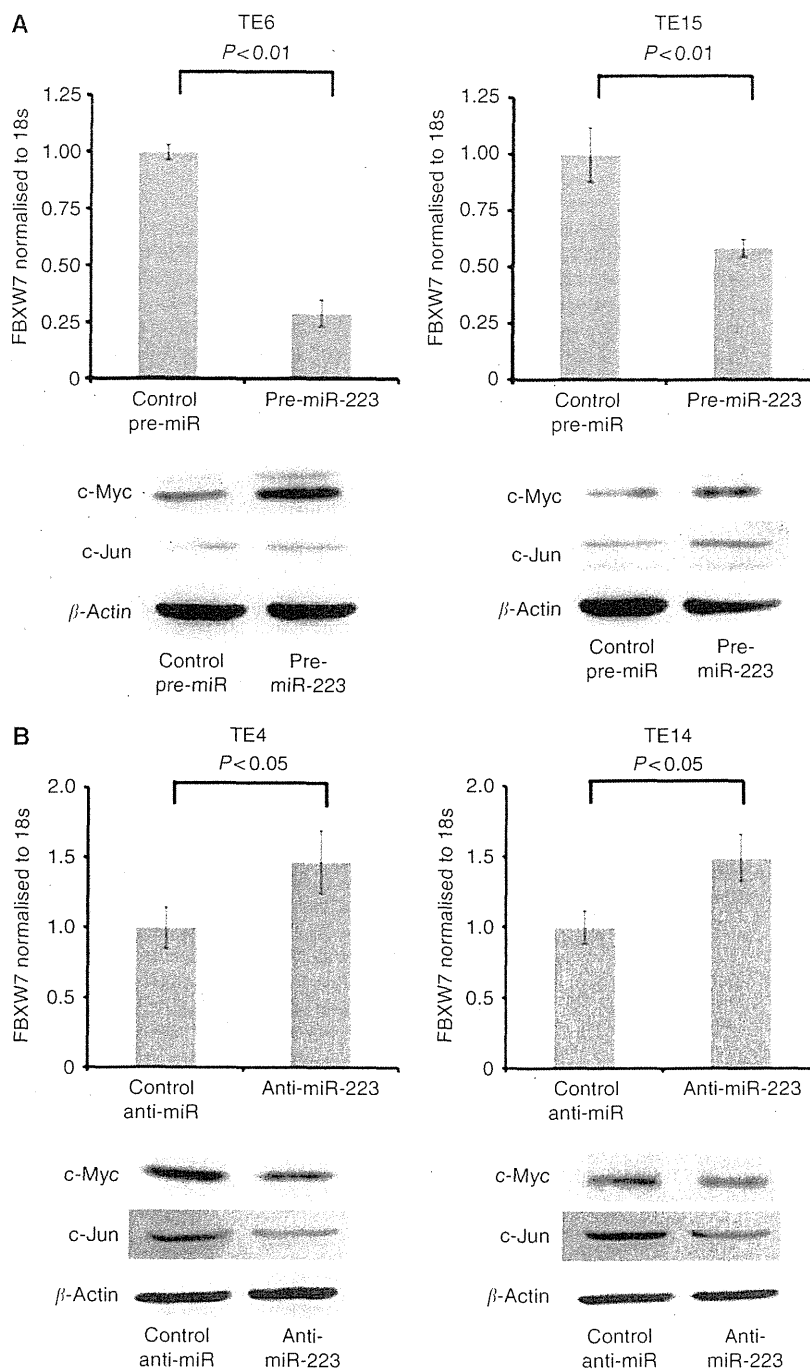 A
TE6
P<0.01
FBXW7 normalised to 18s
1.25
1.00
0.75
0.50
0.25
0
Control
pre-miR
Pre-miR-223
c-Myc
c-Jun
β-Actin
Control
pre-miR
Pre-
miR-223
TE15
P<0.01
FBXW7 normalised to 18s
1.25
1.00
0.75
0.50
0.25
0
Control
pre-miR
Pre-miR-223
c-Myc
c-Jun
β-Actin
Control
pre-miR
Pre-
miR-223
B
TE4
P<0.05
FBXW7 normalised to 18s
2.0
1.5
1.0
0.5
0
Control
anti-miR
Anti-miR-223
c-Myc
c-Jun
β-Actin
Control
anti-miR
Anti-
miR-223
TE14
P<0.05
FBXW7 normalised to 18s
2.0
1.5
1.0
0.5
0
Control
anti-miR
Anti-miR-223
c-Myc
c-Jun
β-Actin
Control
anti-miR
Anti-
miR-223